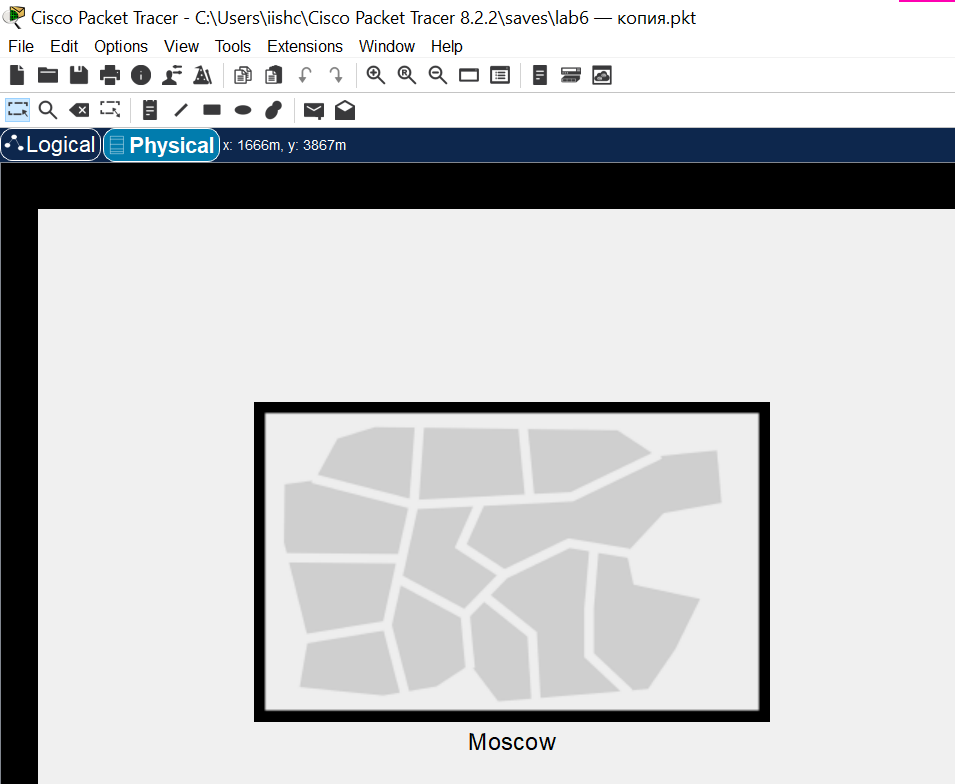 Cisco Packet Tracer - C:\Users\iishc\Cisco Packet Tracer 8.2.2\saves\lab6 — копия.pkt
File Edit Options View Tools Extensions Window Help
Logical Physical x: 1666m, y: 3867m
Moscow